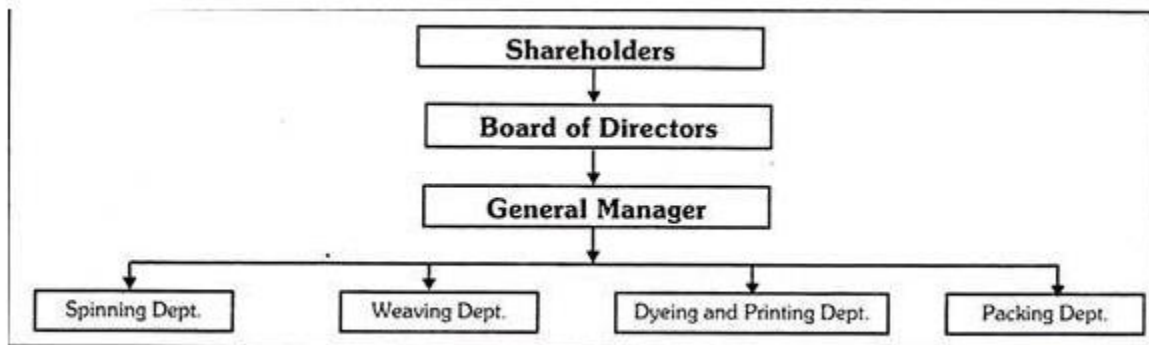 Shareholders
Board of Directors
General Manager
Spinning Dept.
Weaving Dept.
Dyeing and Printing Dept.
Packing Dept.